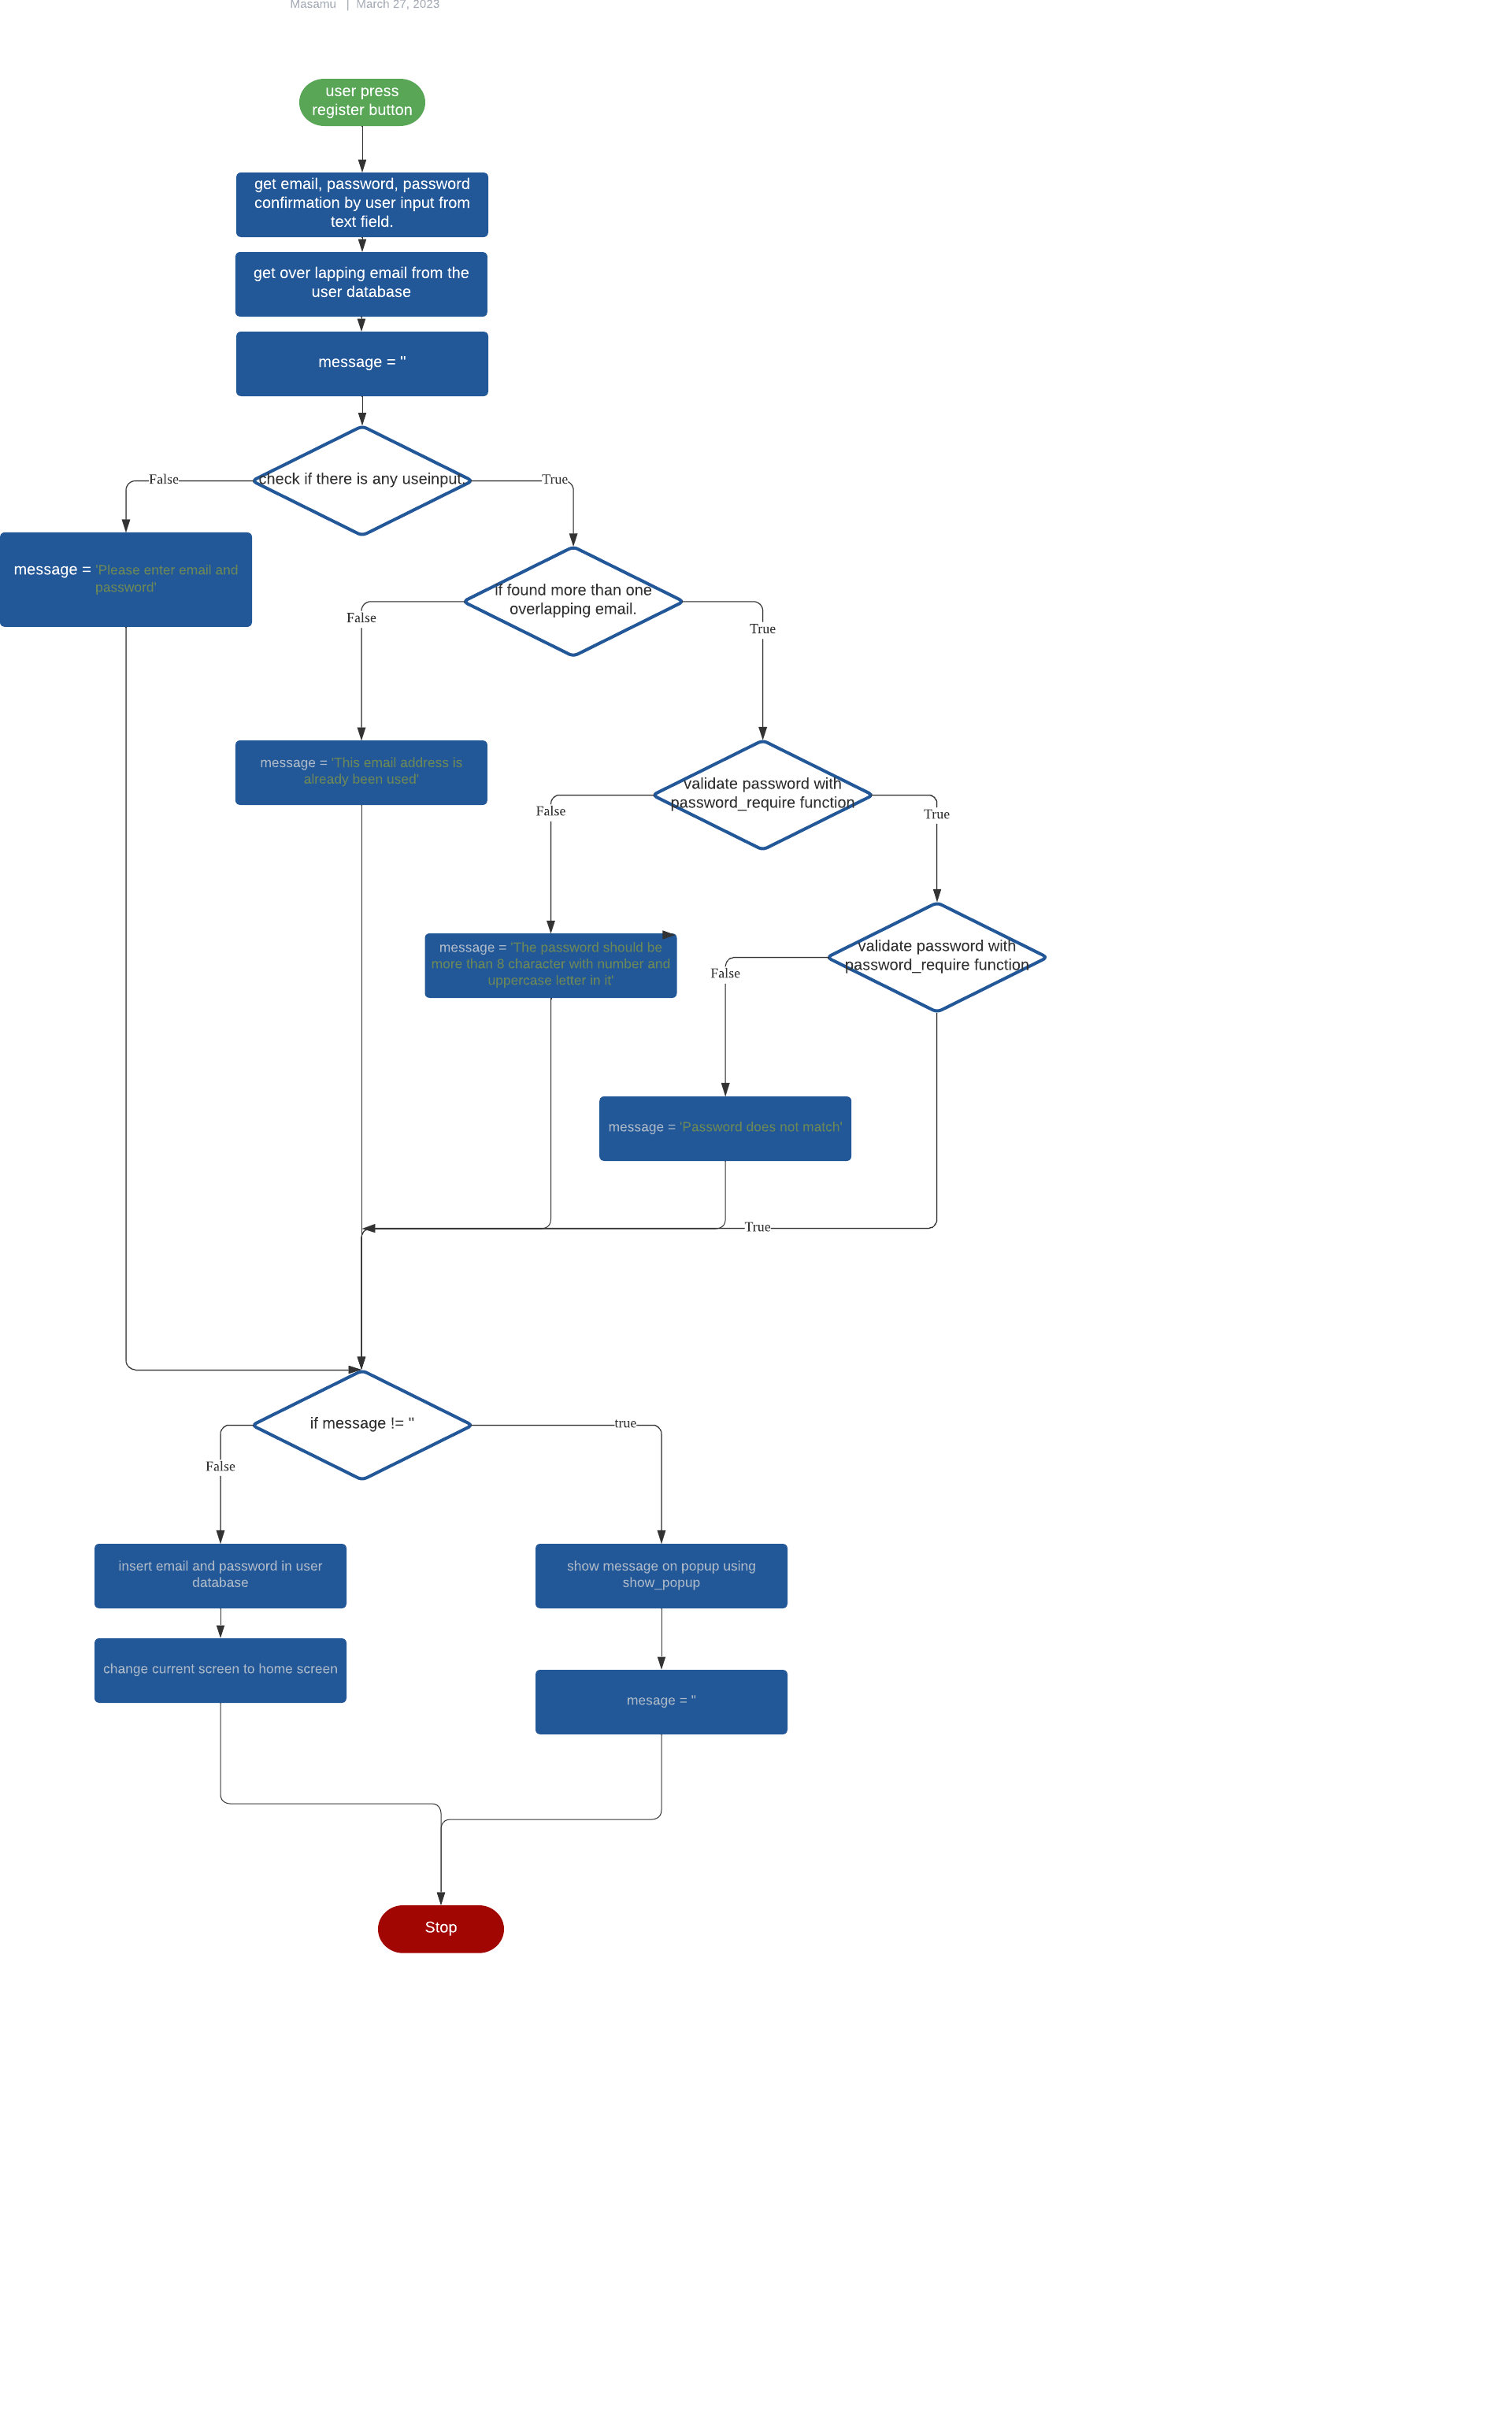 Masamu | March 27, 2023
user press
register button
get email, password, password
confirmation by user input from
text field.
get over lapping email from the
user database
message = ''
check if there is any useinput.
False
True
message = 'Please enter email and
password'
if found more than one
overlapping email.
False
True
message = 'This email address is
already been used'
validate password with
password_require function
False
True
message = 'The password should be
more than 8 character with number and
uppercase letter in it'
validate password with
password_require function
False
message = 'Password does not match'
True
if message != ''
true
False
insert email and password in user
database
show message on popup using
show_popup
change current screen to home screen
mesage = ''
Stop